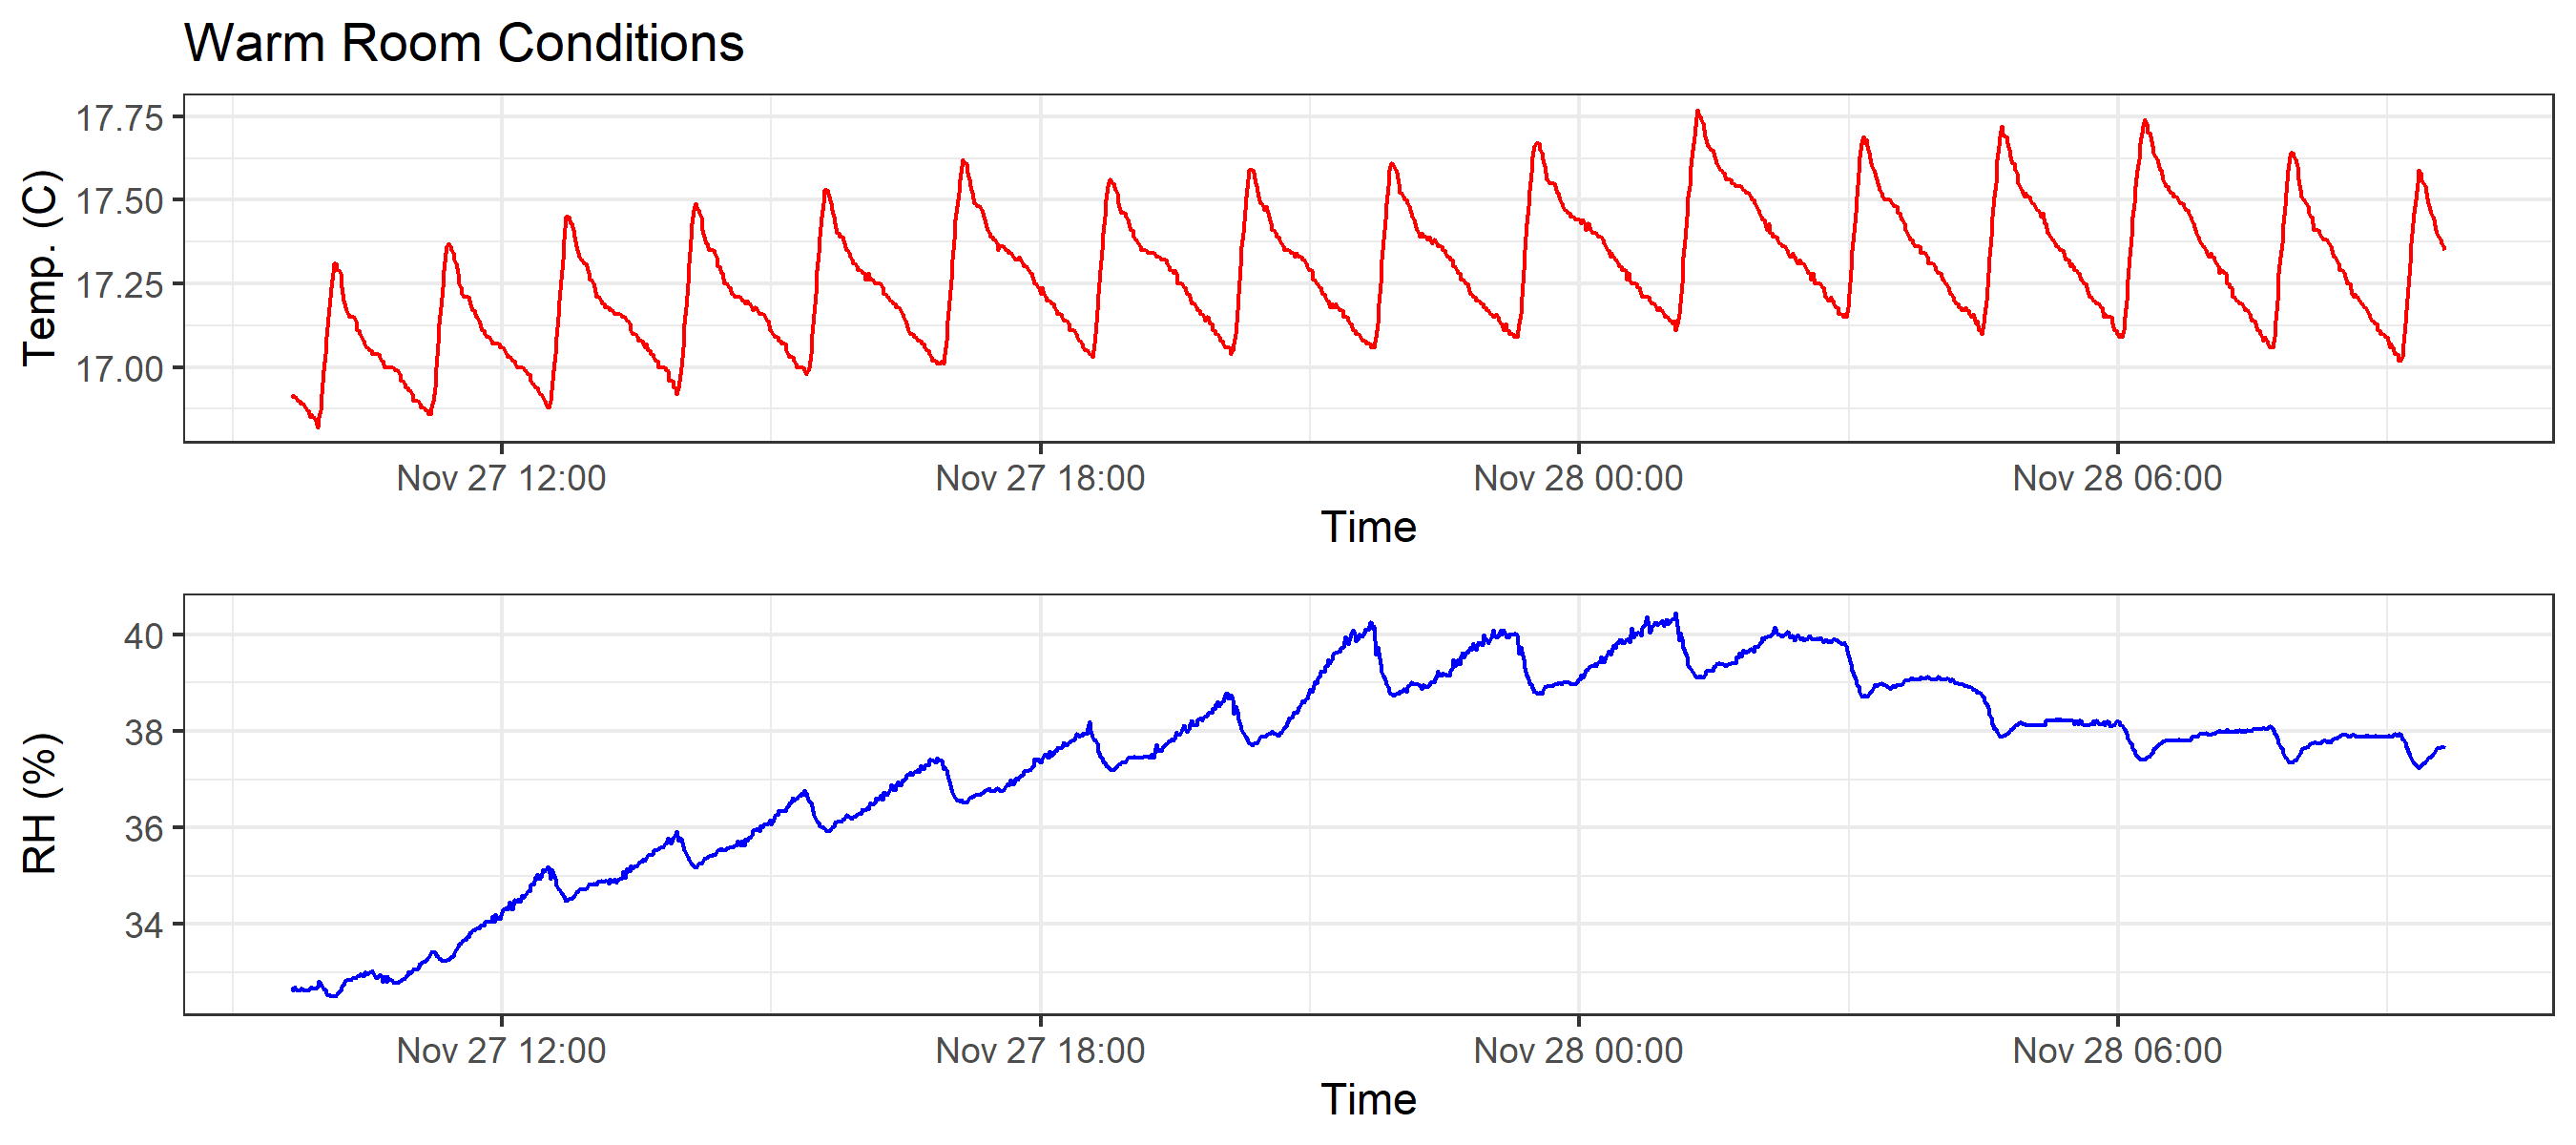 Warm Room Conditions
Temp. (C)
17.75
17.50
17.25
17.00
Nov 27 12:00 Nov 27 18:00 Nov 28 00:00 Nov 28 06:00
Time
RH (%)
40
38
36
34
Nov 27 12:00 Nov 27 18:00 Nov 28 00:00 Nov 28 06:00
Time